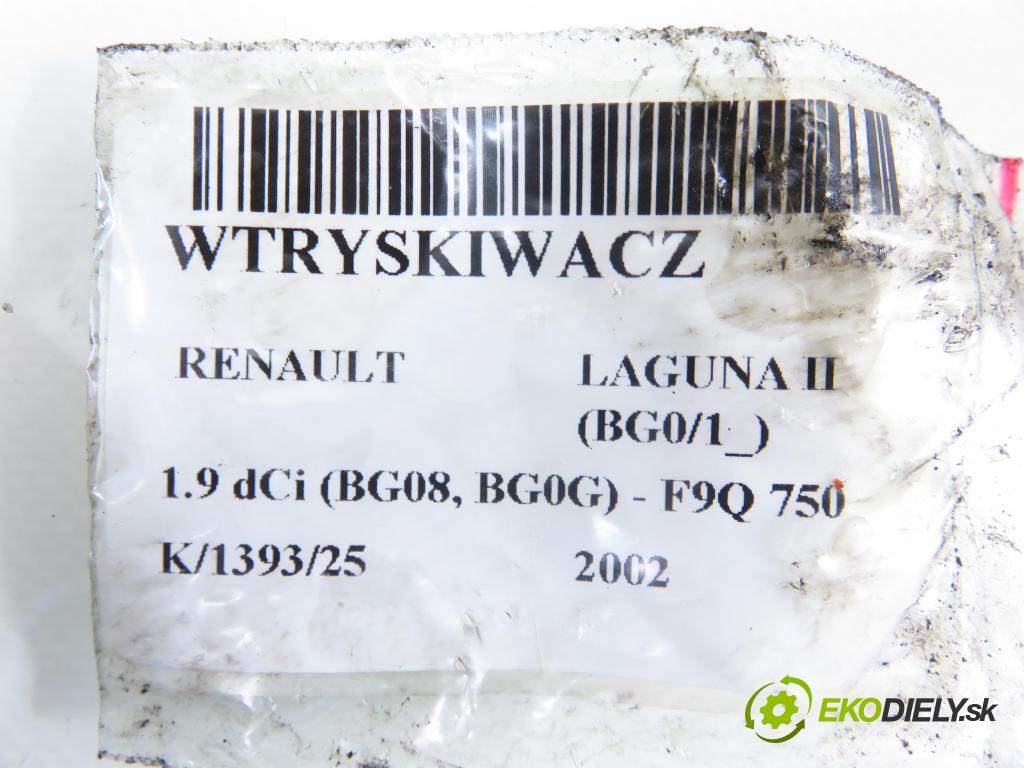 WTRYSKIWACZ
RENAULT LAGUNA II
(BG0/1_)
1.9 dCi (BG08, BG0G) - F9Q 750
K/1393/25 2002
EKODIELY.sk